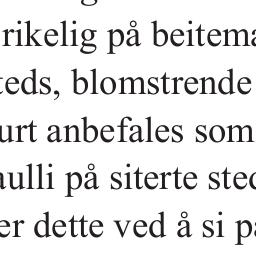 rikelig på beitema
teds, blomstrende
urt anbefales som
aulli på siterte sted
er dette ved å si pa